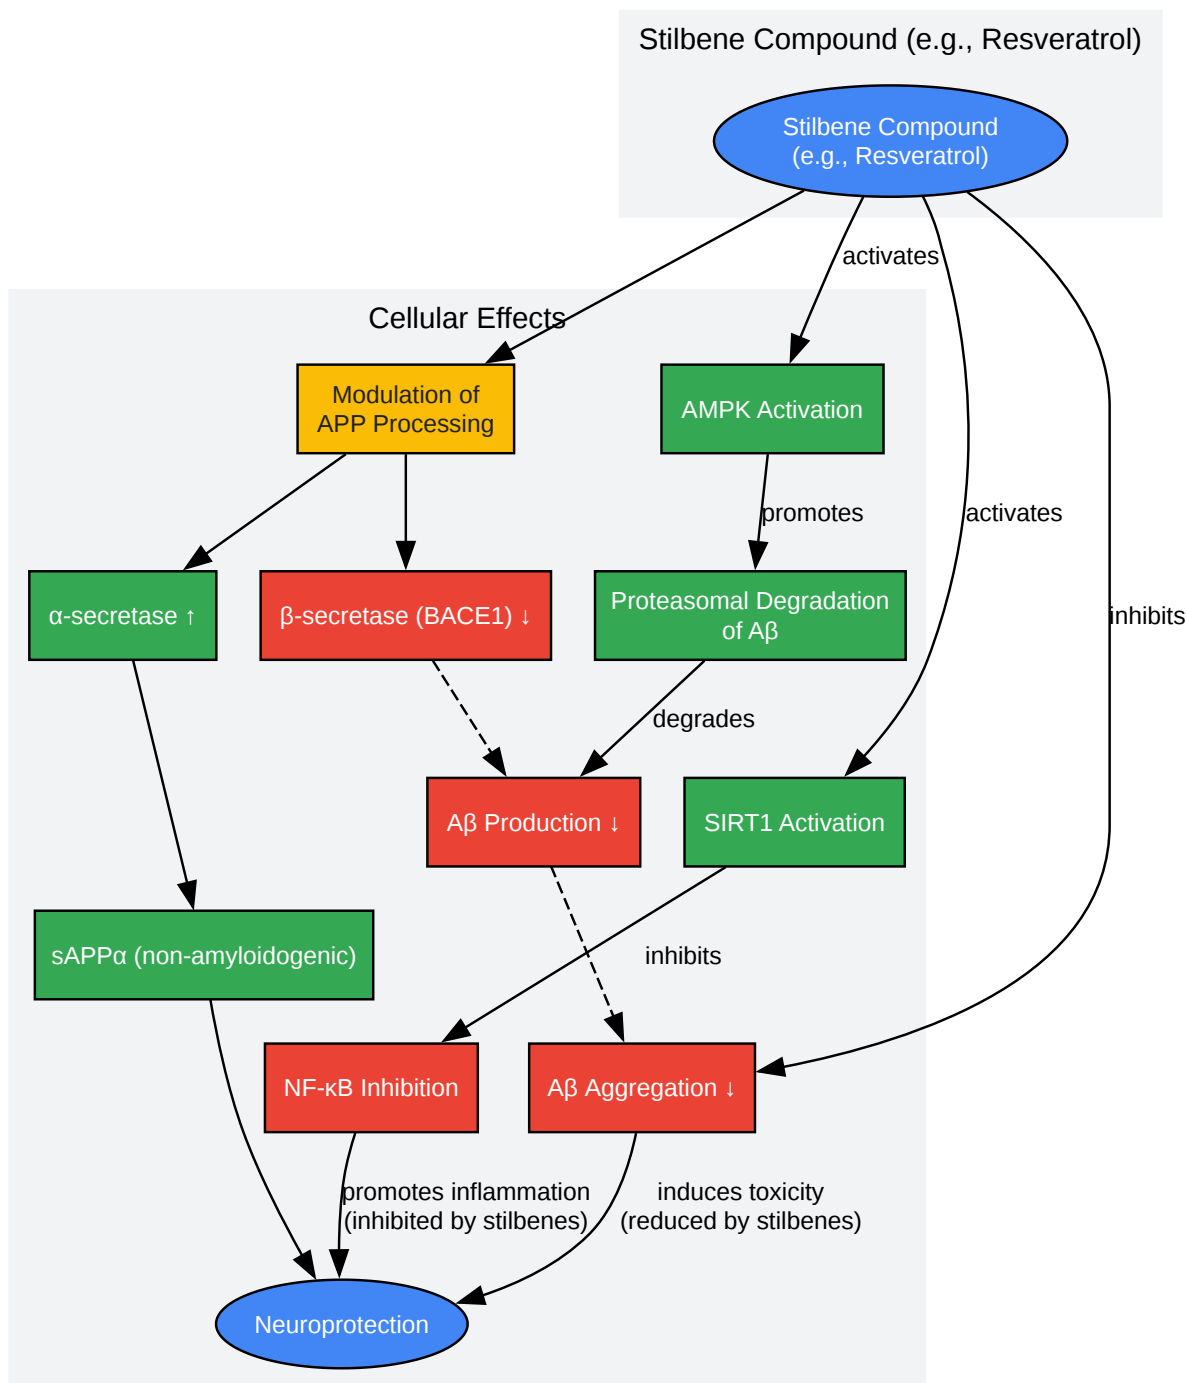 Stilbene Compound (e.g., Resveratrol)
Stilbene Compound
(e.g., Resveratrol)
activates
Cellular Effects
Modulation of
APP Processing
AMPK Activation
promotes
activates
α-secretase ↑
β-secretase (BACE1) ↓
Proteasomal Degradation
of Aβ
inhibits
degrades
Aβ Production ↓
SIRT1 Activation
sAPPα (non-amyloidogenic)
inhibits
NF-κB Inhibition
Aβ Aggregation ↓
promotes inflammation
(inhibited by stilbenes)
induces toxicity
(reduced by stilbenes)
Neuroprotection